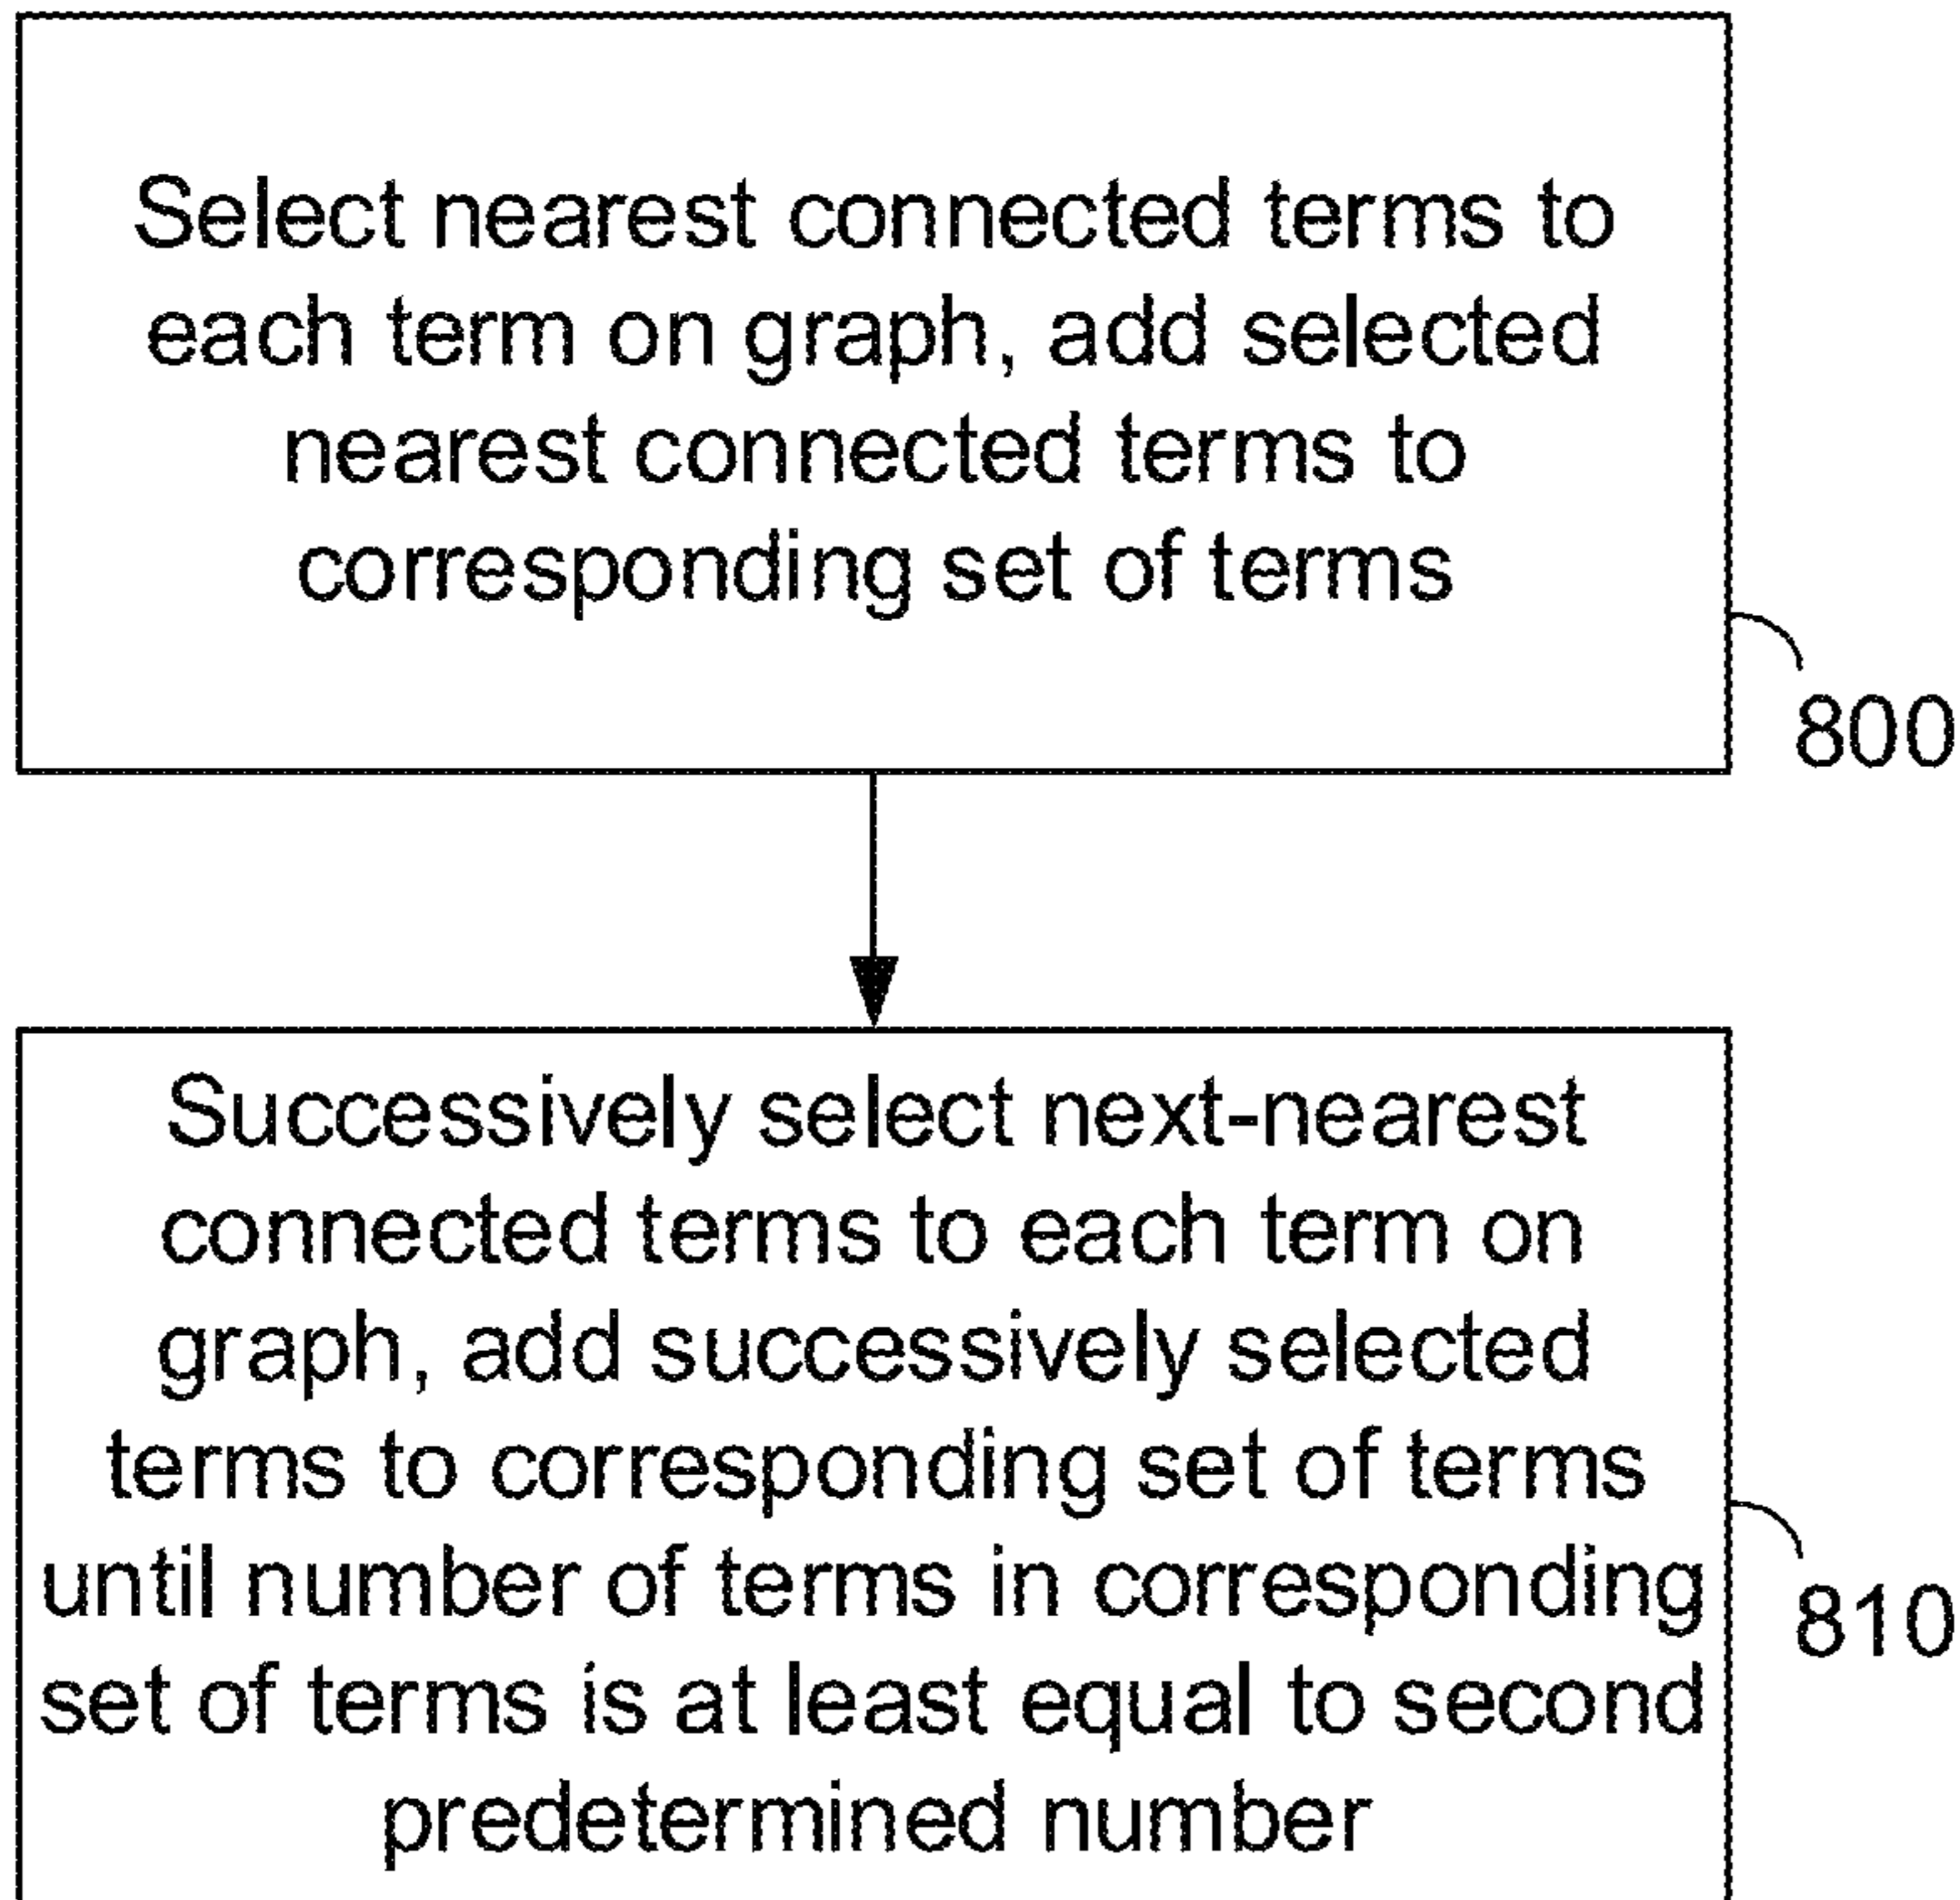 Select nearest connected terms to
each term on graph, add selected
nearest connected terms to
corresponding set of terms
800
Successively select next-nearest
connected terms to each term on
graph, add successively selected
terms to corresponding set of terms
until number of terms in corresponding
set of terms is at least equal to second
predetermined number
810